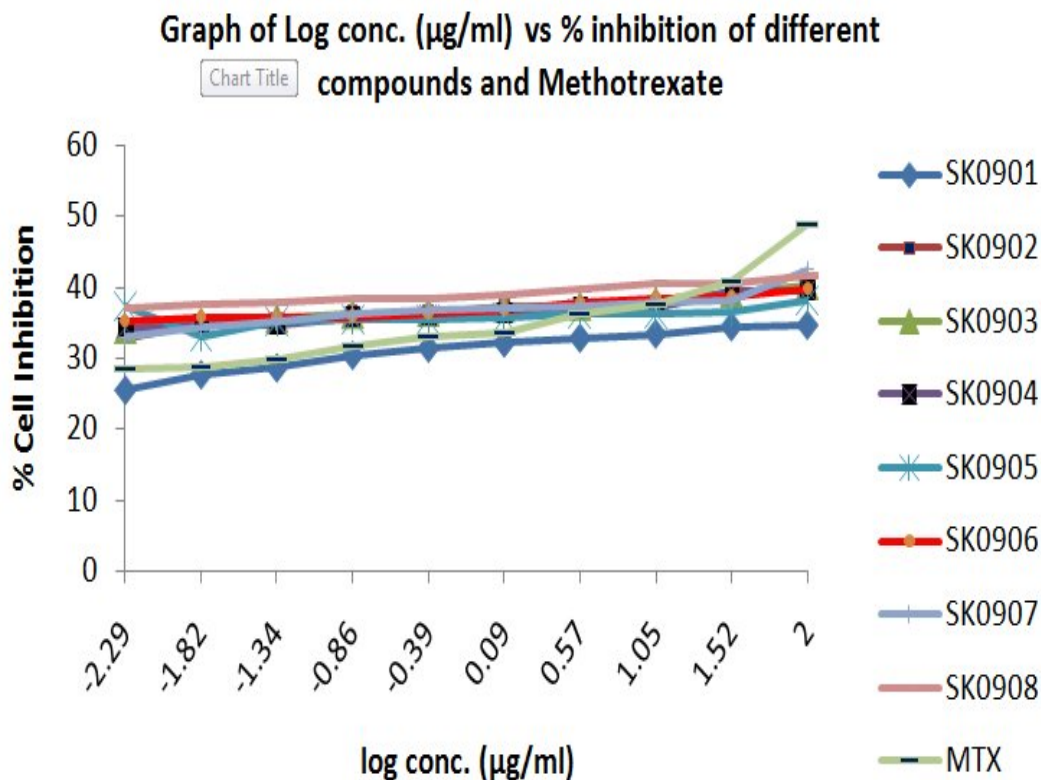 Graph of Log conc. (µg/ml) vs % inhibition of different
Chart Title
compounds and Methotrexate
% Cell Inhibition
60
50
40
30
20
10
0
-2.29
-1.82
-1.34
-0.86
-0.39
0.09
0.57
1.05
1.52
2
log conc. (µg/ml)
SK0901
SK0902
SK0903
SK0904
SK0905
SK0906
SK0907
SK0908
MTX